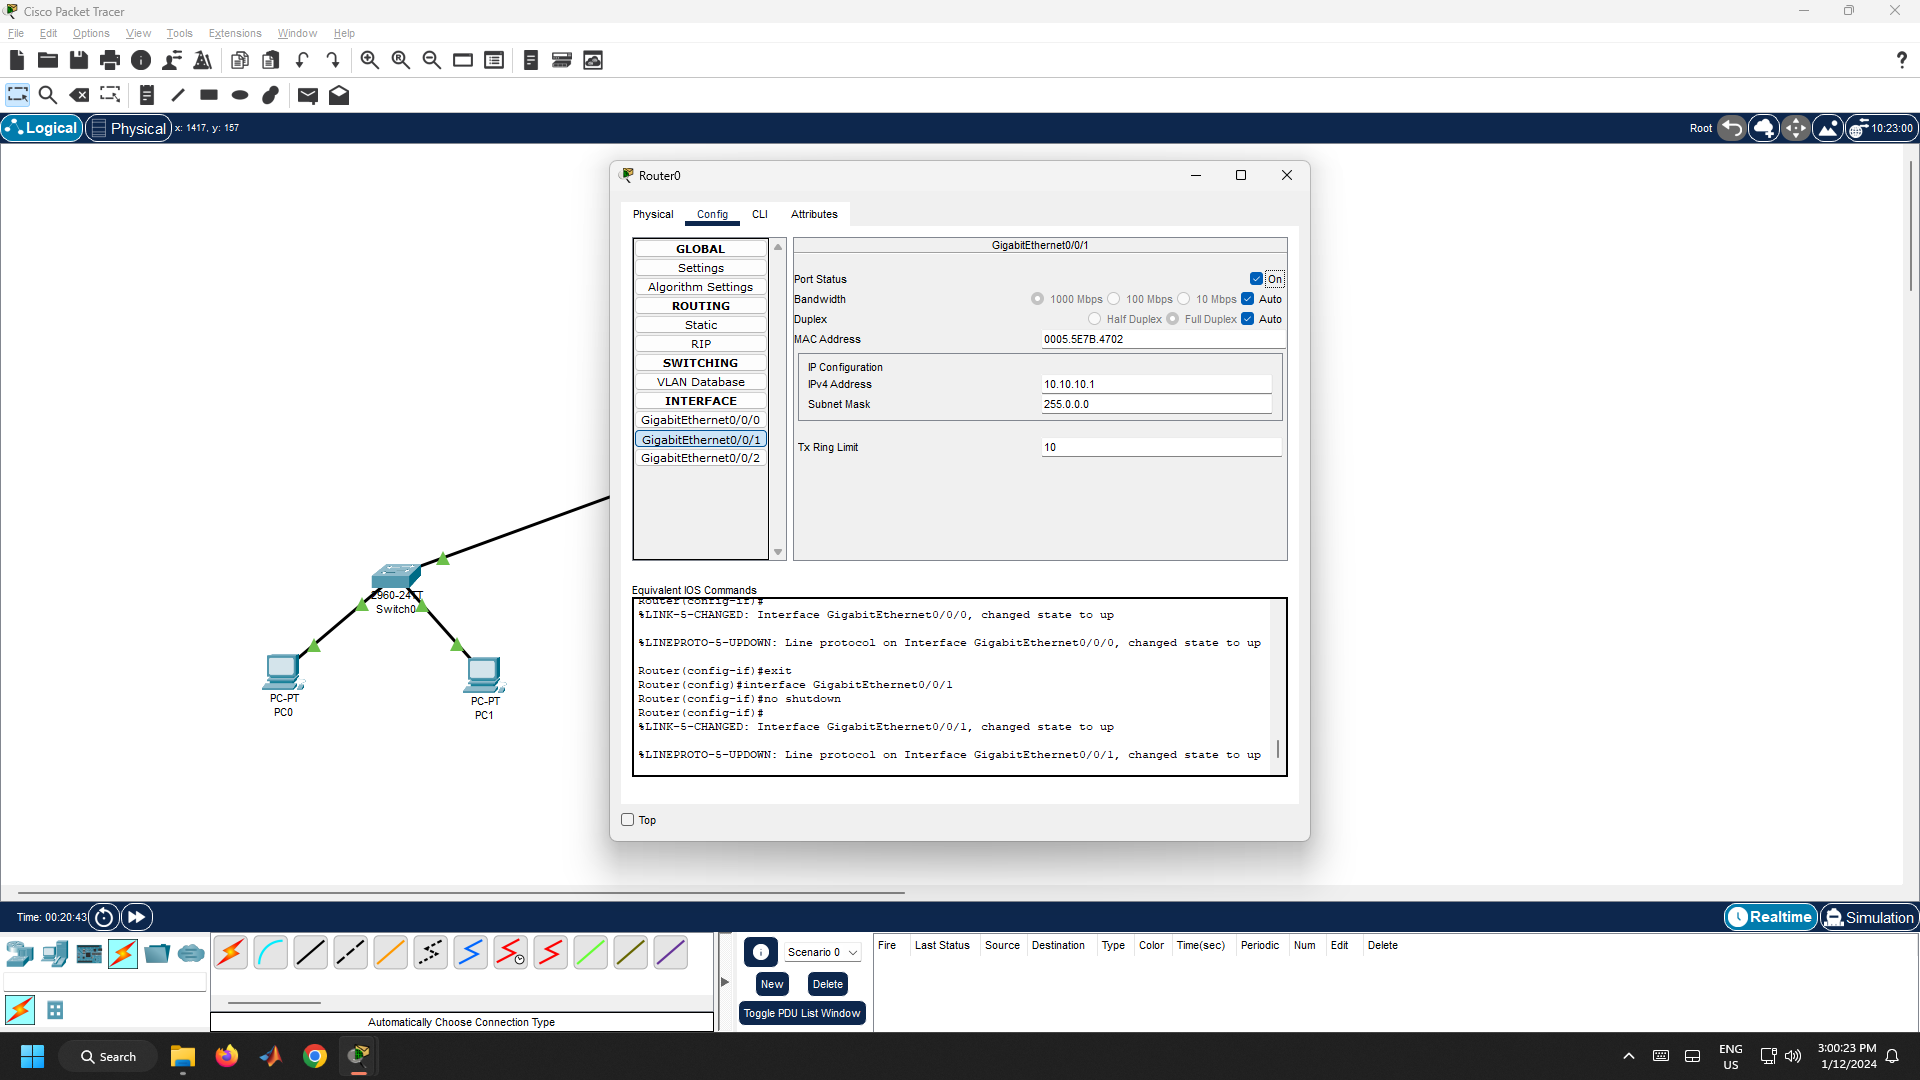 Cisco Packet Tracer
File Edit Options View Tools Extensions Window Help
Logical Physical x: 1417, y: 157 Root 10:23:00
Router0
Physical Config CLI Attributes
GLOBAL
Settings
Algorithm Settings
ROUTING
Static
RIP
SWITCHING
VLAN Database
INTERFACE
GigabitEthernet0/0/0
GigabitEthernet0/0/1
GigabitEthernet0/0/2
GigabitEthernet0/0/1
Port Status On
Bandwidth 1000 Mbps 100 Mbps 10 Mbps Auto
Duplex Half Duplex Full Duplex Auto
MAC Address 0005.5E7B.4702
IP Configuration
IPv4 Address 10.10.10.1
Subnet Mask 255.0.0.0
Tx Ring Limit 10
Equivalent IOS Commands
Router(config-if)#
%LINK-5-CHANGED: Interface GigabitEthernet0/0/0, changed state to up
%LINEPROTO-5-UPDOWN: Line protocol on Interface GigabitEthernet0/0/0, changed state to up
Router(config-if)#exit
Router(config)#interface GigabitEthernet0/0/1
Router(config-if)#no shutdown
Router(config-if)#
%LINK-5-CHANGED: Interface GigabitEthernet0/0/1, changed state to up
%LINEPROTO-5-UPDOWN: Line protocol on Interface GigabitEthernet0/0/1, changed state to up
Top
2960-24TT
Switch0
PC-PT
PC0
PC-PT
PC1
Time: 00:20:43 Realtime Simulation
Automatically Choose Connection Type
Scenario 0
New Delete
Toggle PDU List Window
Fire Last Status Source Destination Type Color Time(sec) Periodic Num Edit Delete
Search
ENG
US
3:00:23 PM
1/12/2024